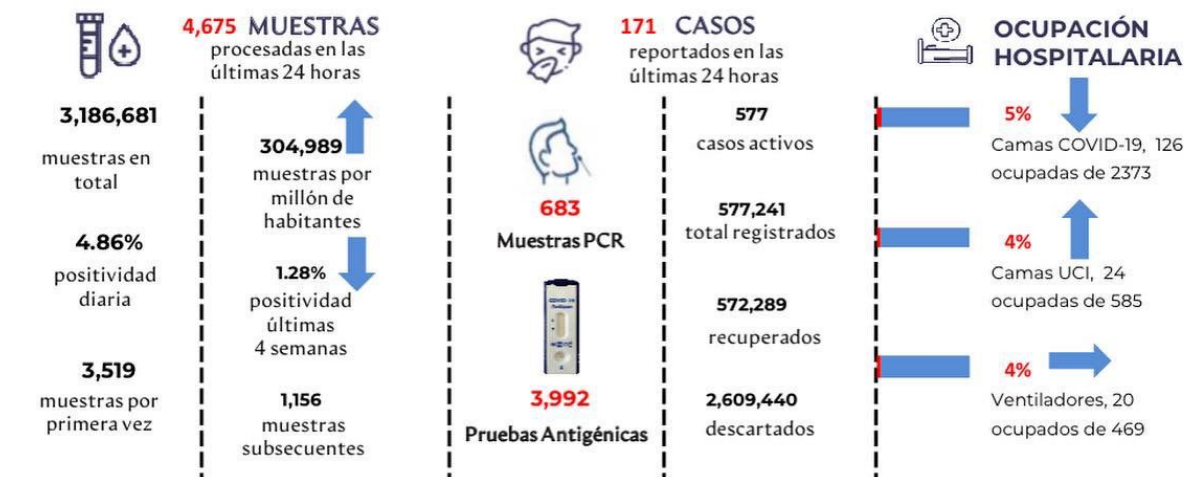 4,675 MUESTRAS
procesadas en las
últimas 24 horas
3,186,681
muestras en
total
4.86%
positividad
diaria
3,519
muestras por
primera vez
304,989
muestras por
millón de
habitantes
1.28%
positividad
últimas
4 semanas
1,156
muestras
subsecuentes
171 CASOS
reportados en las
últimas 24 horas
683
Muestras PCR
3,992
Pruebas Antigénicas
577
casos activos
577,241
total registrados
572,289
recuperados
2,609,440
descartados
OCUPACIÓN
HOSPITALARIA
5%
Camas COVID-19, 126
ocupadas de 2373
4%
Camas UCI, 24
ocupadas de 585
4%
Ventiladores, 20
ocupados de 469